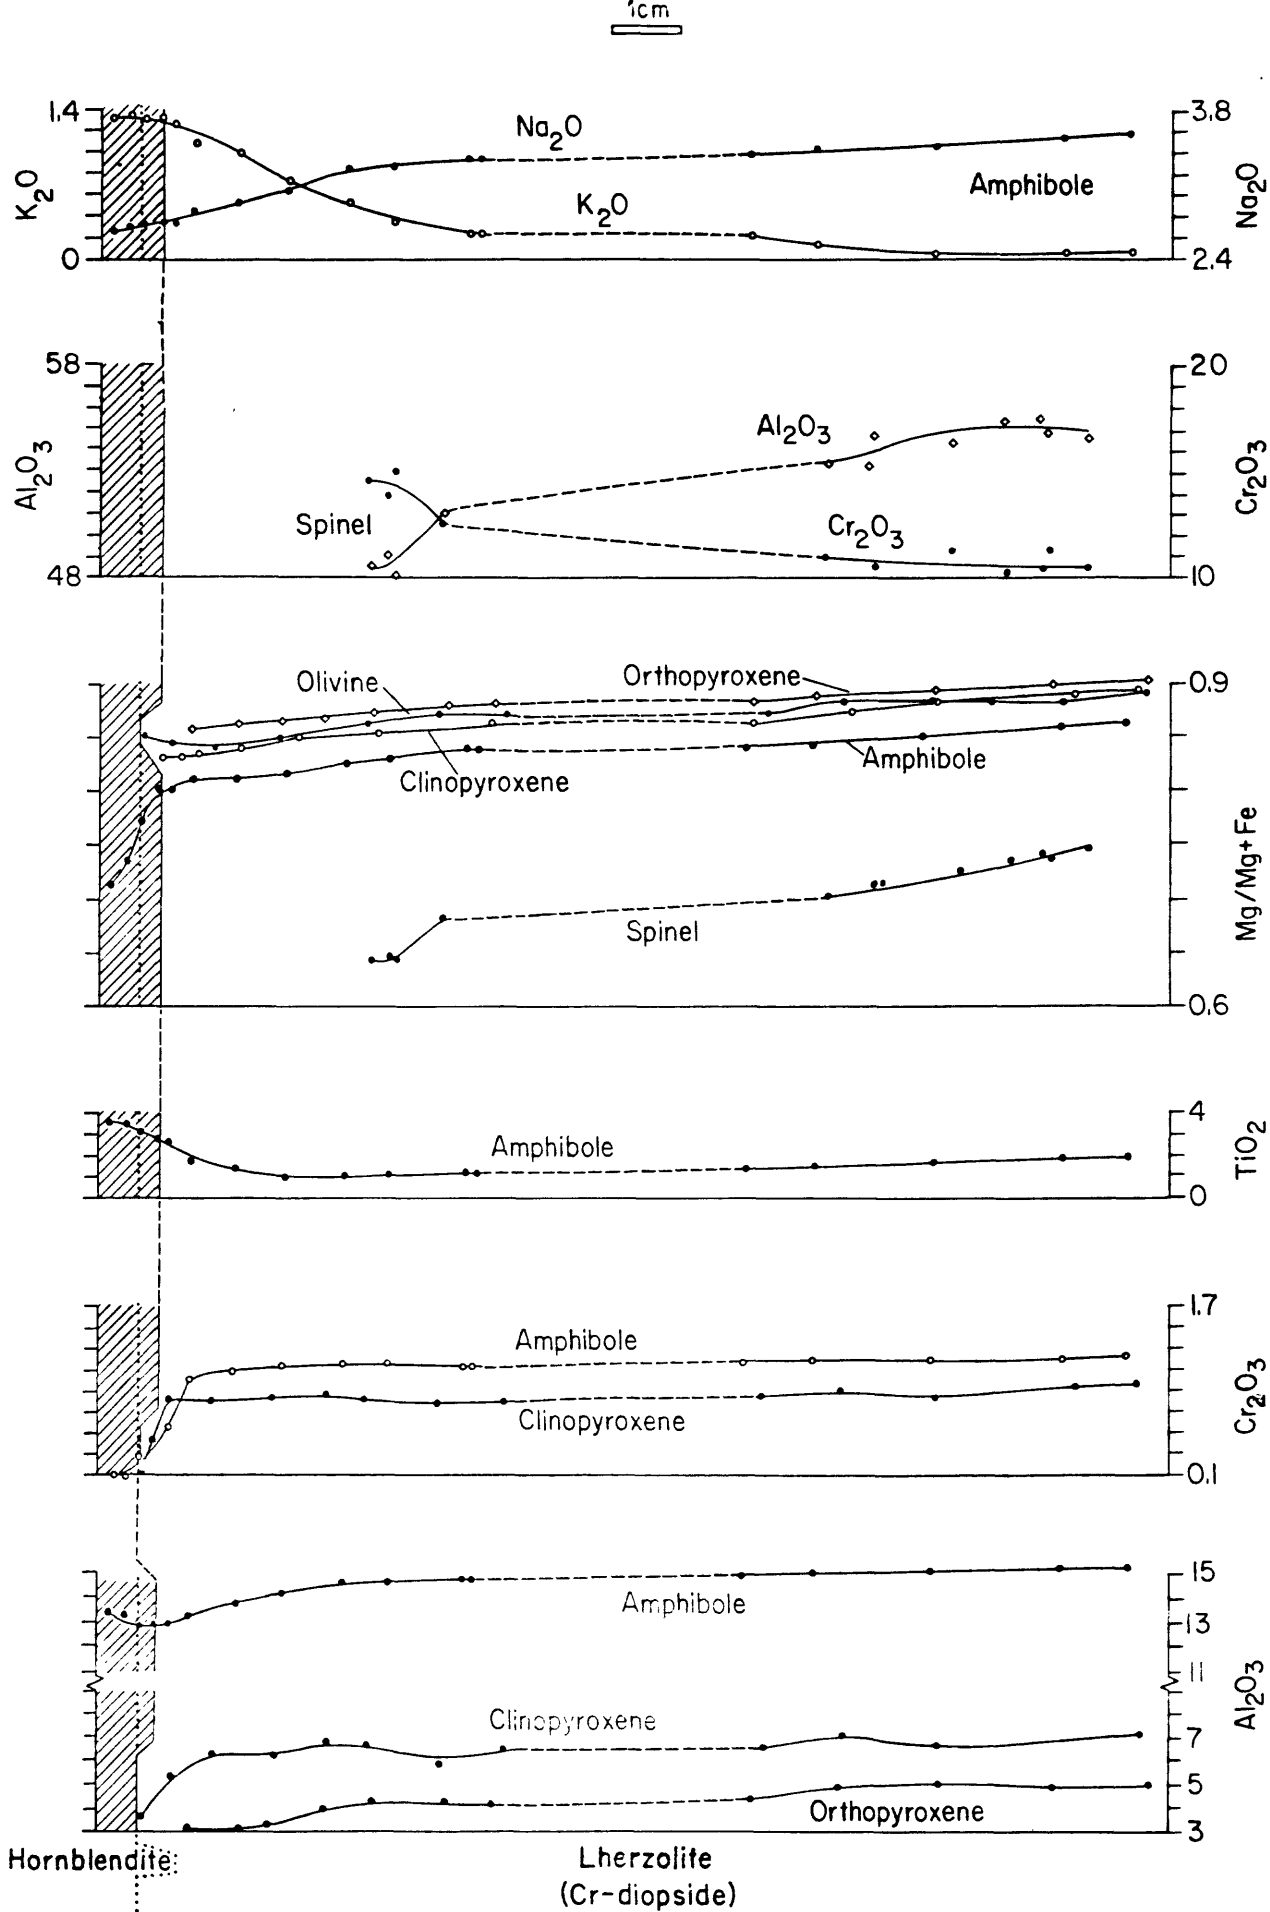 1cm
1.4
K2O
0
Na2O
K2O
Amphibole
3.8
Na2O
2.4
58
Al2O3
48
Spinel
Al2O3
Cr2O3
20
Cr2O3
10
Olivine
Orthopyroxene
Clinopyroxene
Amphibole
Spinel
0.9
Mg/Mg+Fe
0.6
Amphibole
4
TiO2
0
Amphibole
Clinopyroxene
1.7
Cr2O3
0.1
Amphibole
Clinopyroxene
Orthopyroxene
15
13
11
Al2O3
7
5
3
Hornblendite
Lherzolite
(Cr-diopside)